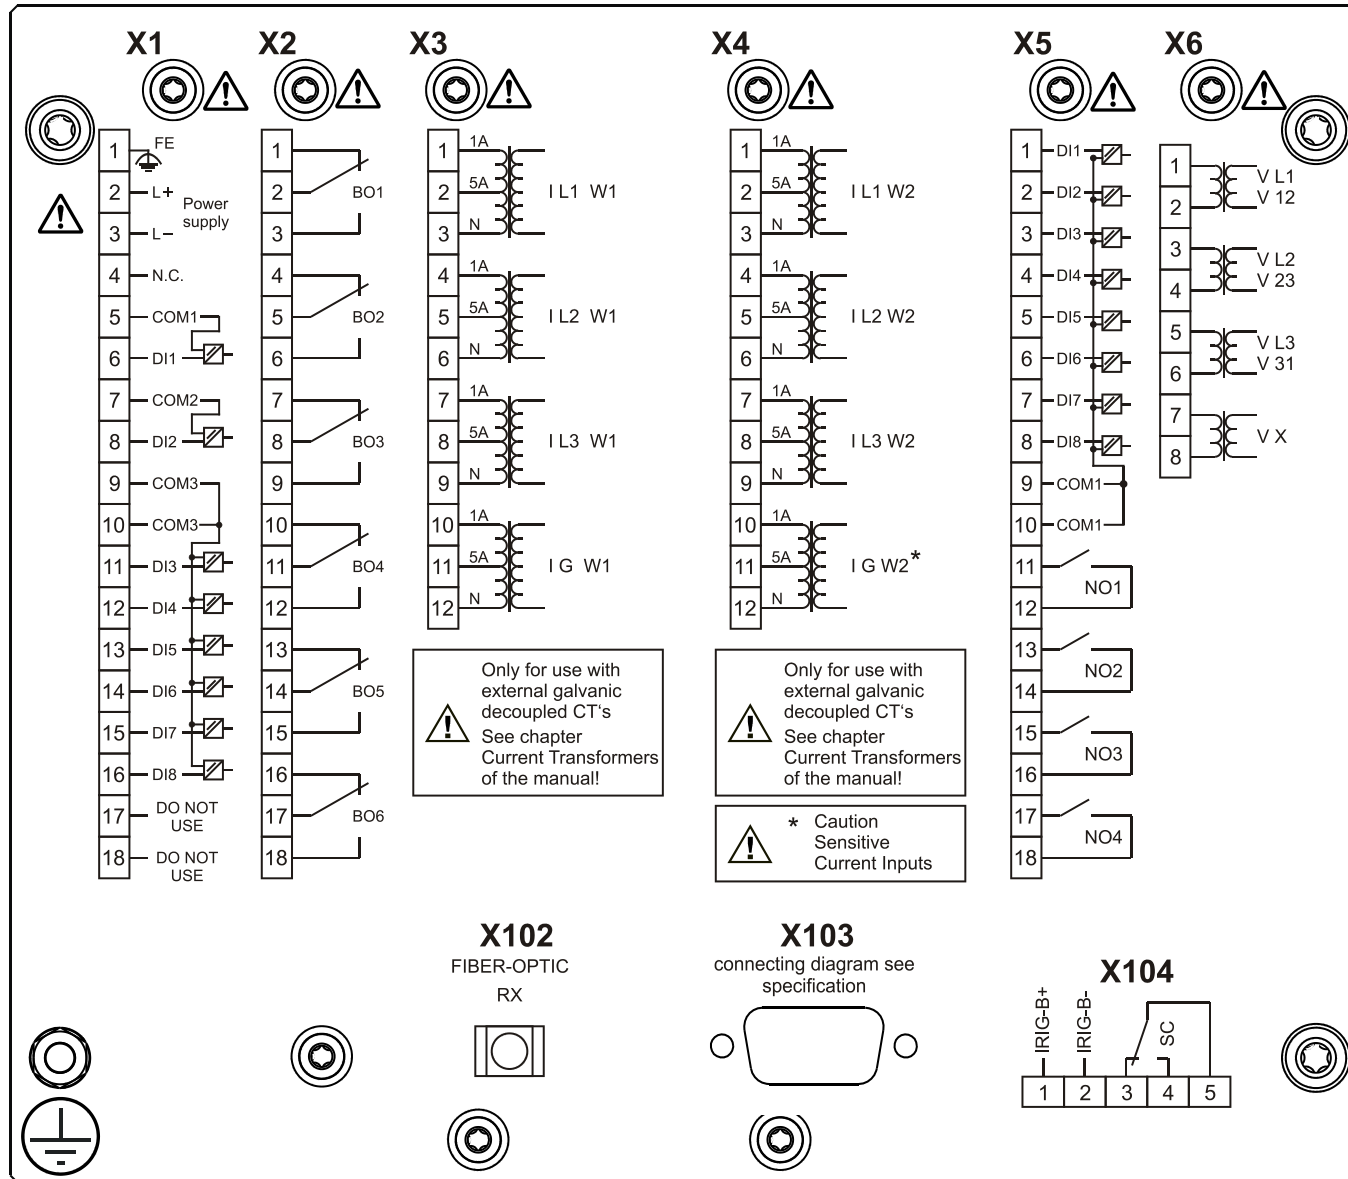 X1
X2
X3
X4
X5
X6
1 FE
2 L+ Power
supply
3 L–
4 N.C.
5 COM1
6 DI1
7 COM2
8 DI2
9 COM3
10 COM3
11 DI3
12 DI4
13 DI5
14 DI6
15 DI7
16 DI8
17 DO NOT
USE
18 DO NOT
USE
1
2 BO1
3
4
5 BO2
6
7
8 BO3
9
10
11 BO4
12
13
14 BO5
15
16
17 BO6
18
1 1A
2 5A I L1 W1
3 N
4 1A
5 5A I L2 W1
6 N
7 1A
8 5A I L3 W1
9 N
10 1A
11 5A I G W1
12 N
Only for use with
external galvanic
decoupled CT‘s
See chapter
Current Transformers
of the manual!
1 1A
2 5A I L1 W2
3 N
4 1A
5 5A I L2 W2
6 N
7 1A
8 5A I L3 W2
9 N
10 1A
11 5A I G W2*
12 N
Only for use with
external galvanic
decoupled CT‘s
See chapter
Current Transformers
of the manual!
* Caution
Sensitive
Current Inputs
1 DI1
2 DI2
3 DI3
4 DI4
5 DI5
6 DI6
7 DI7
8 DI8
9 COM1
10 COM1
11
NO1
12
13
NO2
14
15
NO3
16
17
NO4
18
1 V L1
2 V 12
3 V L2
4 V 23
5 V L3
6 V 31
7
V X
8
X102
FIBER-OPTIC
RX
X103
connecting diagram see
specification
X104
IRIG-B+
IRIG-B-
SC
1 2 3 4 5